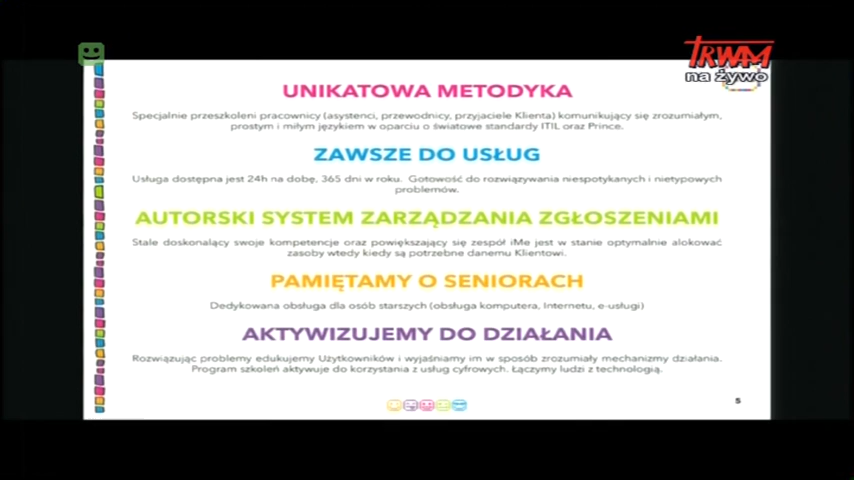 TRWAM
na żywo
UNIKATOWA METODYKA
Specjalnie przeszkoleni pracownicy (asystenci, przewodnicy, przyjaciele Klienta) komunikujący się zrozumiałym,
prostym i miłym językiem w oparciu o światowe standardy ITIL oraz Prince.
ZAWSZE DO USŁUG
Usługa dostępna jest 24h na dobę, 365 dni w roku. Gotowość do rozwiązywania niespotykanych i nietypowych
problemów.
AUTORSKI SYSTEM ZARZĄDZANIA ZGŁOSZENIAMI
Stale doskonalący swoje kompetencje oraz powiększający się zespół iMe jest w stanie optymalnie alokować
zasoby wtedy kiedy są potrzebne danemu Klientowi.
PAMIĘTAMY O SENIORACH
Dedykowana obsługa dla osób starszych (obsługa komputera, Internetu, e-usługi)
AKTYWIZUJEMY DO DZIAŁANIA
Rozwiązując problemy edukujemy Użytkowników i wyjaśniamy im w sposób zrozumiały mechanizmy działania.
Program szkoleń aktywuje do korzystania z usług cyfrowych. Łączymy ludzi z technologią.
5